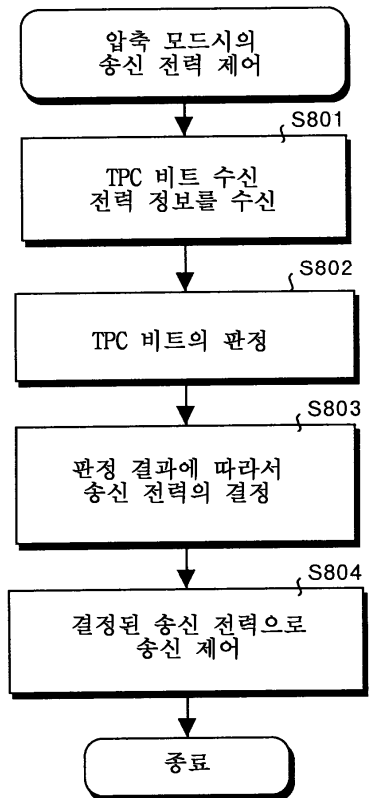 압축 모드시의
송신 전력 제어
S801
TPC 비트 수신
전력 정보를 수신
S802
TPC 비트의 판정
S803
판정 결과에 따라서
송신 전력의 결정
S804
결정된 송신 전력으로
송신 제어
종료